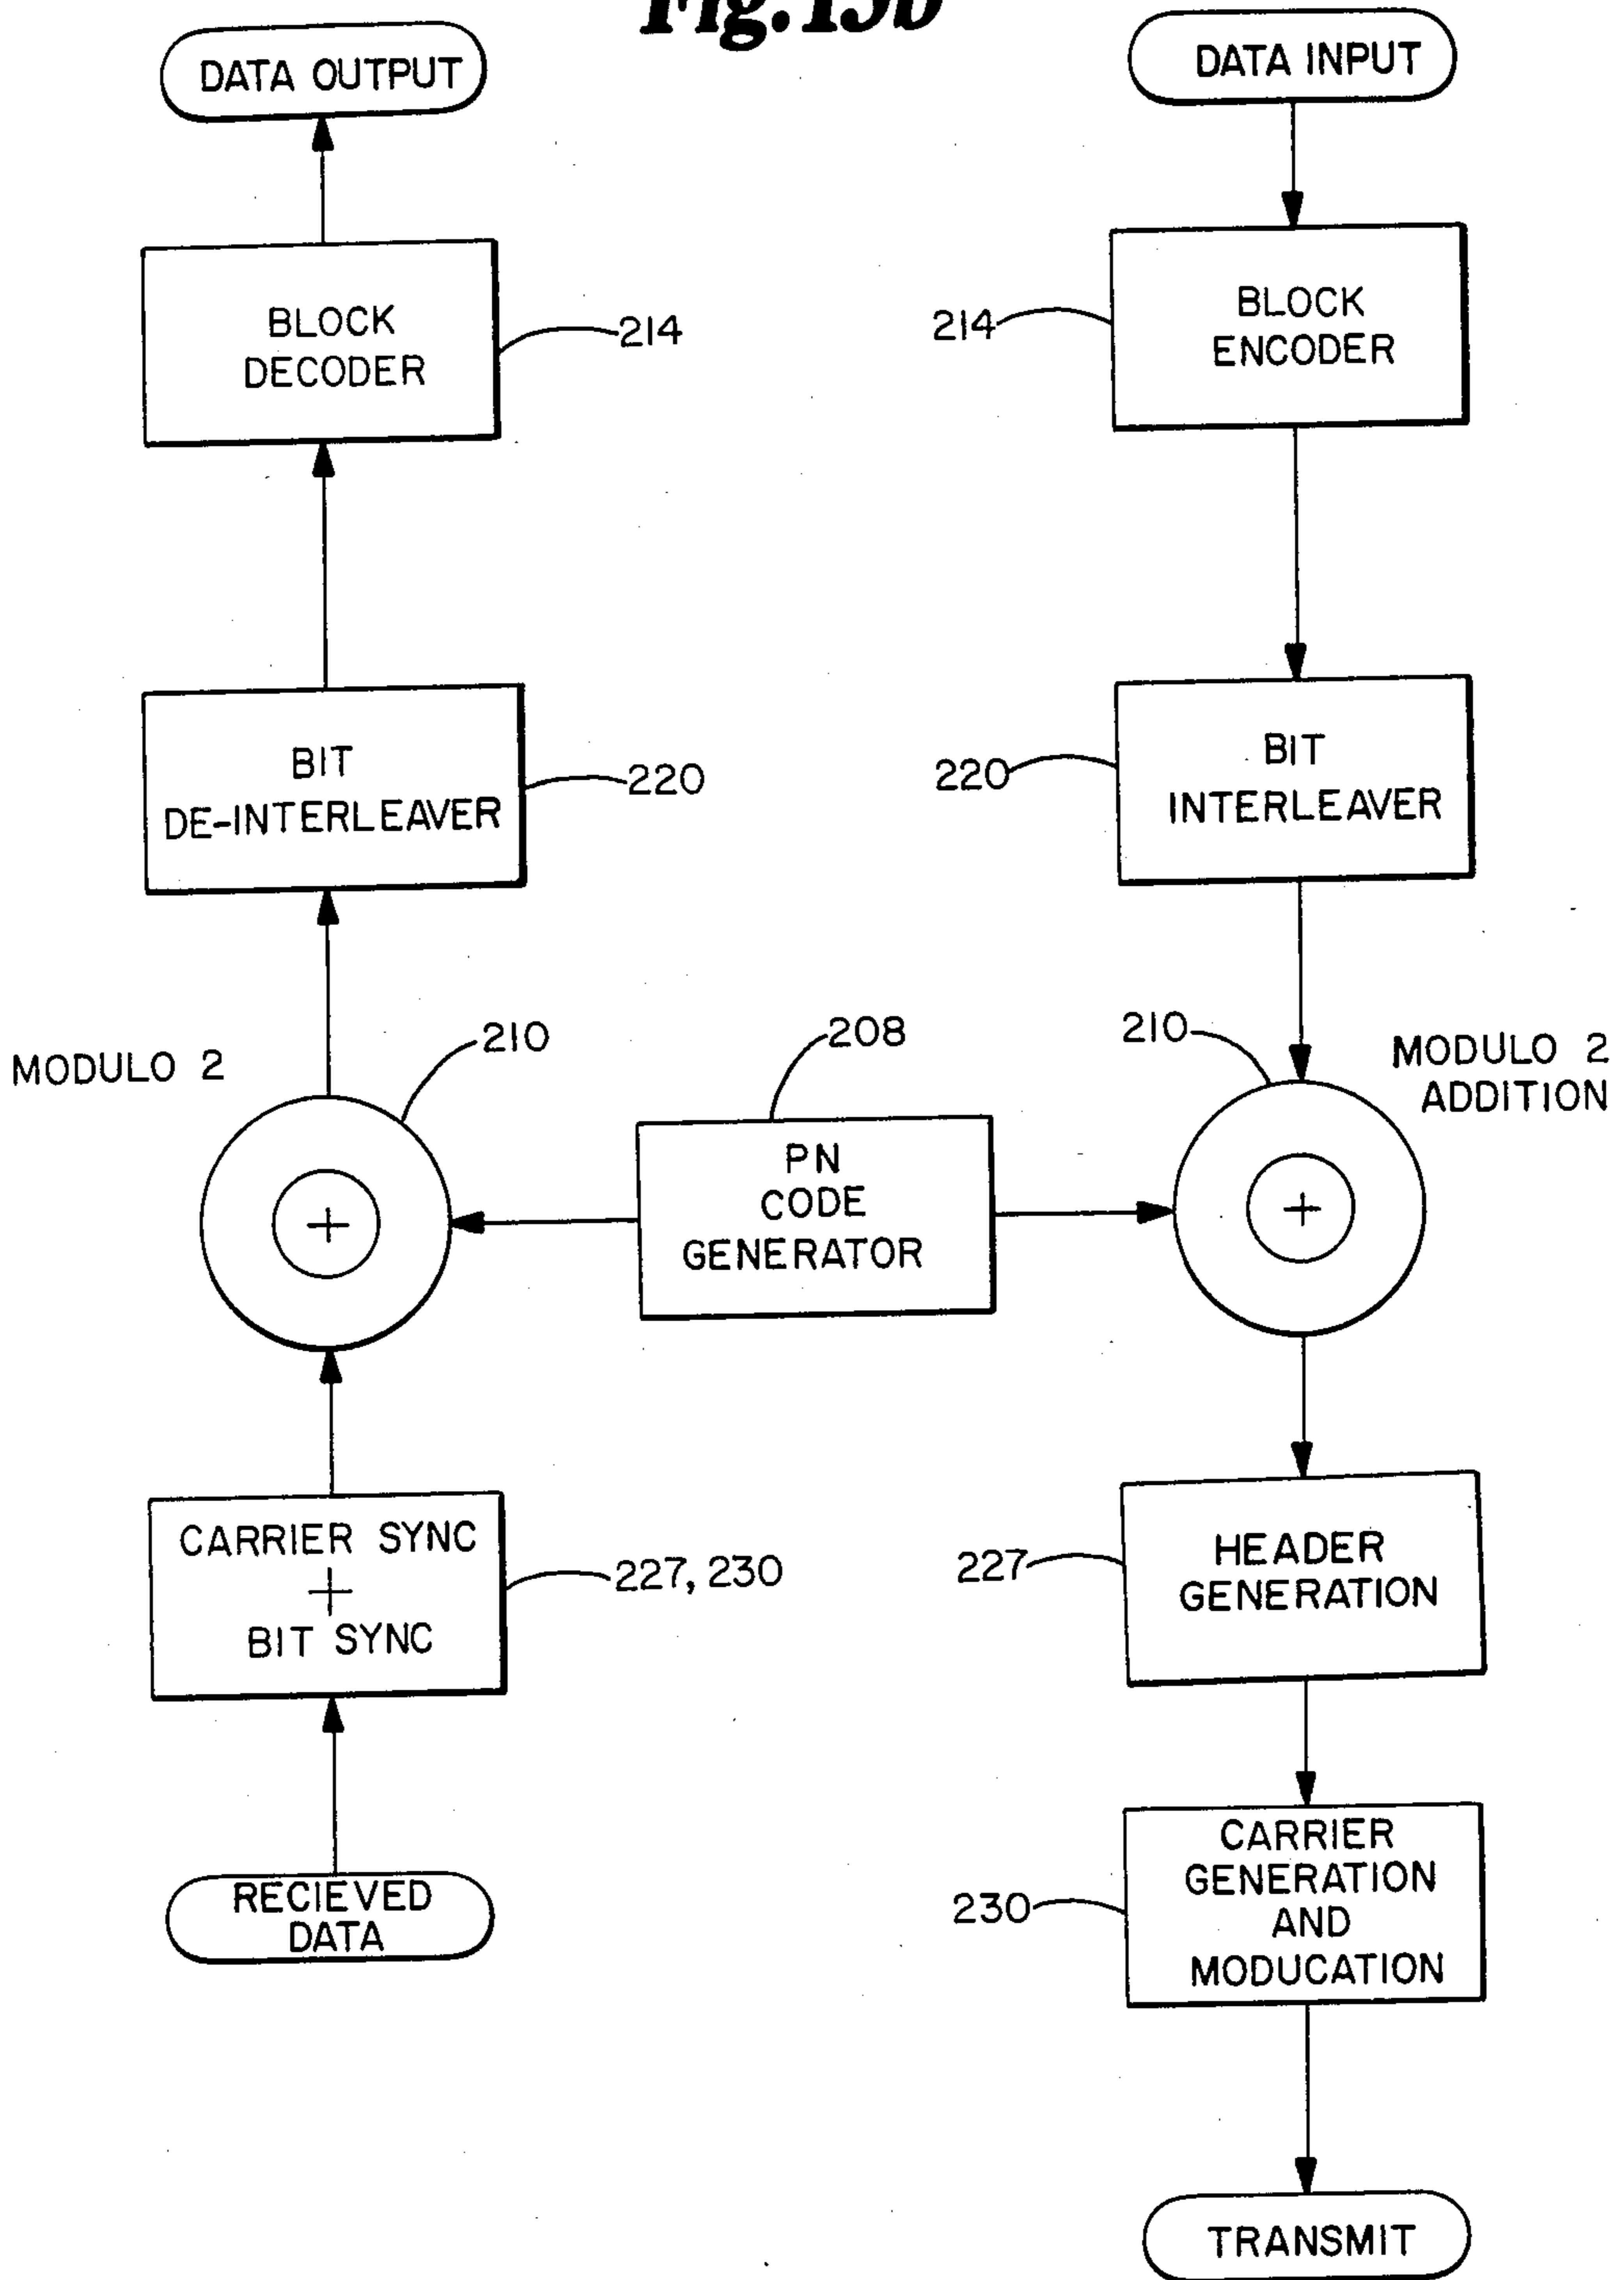 Fig. 15b
DATA OUTPUT
BLOCK
DECODER
214
BIT
DE-INTERLEAVER
220
MODULO 2
210
208
PN
CODE
GENERATOR
CARRIER SYNC
+
BIT SYNC
227, 230
RECIEVED
DATA
DATA INPUT
214
BLOCK
ENCODER
220
BIT
INTERLEAVER
210
MODULO 2
ADDITION
227
HEADER
GENERATION
230
CARRIER
GENERATION
AND
MODUCATION
TRANSMIT